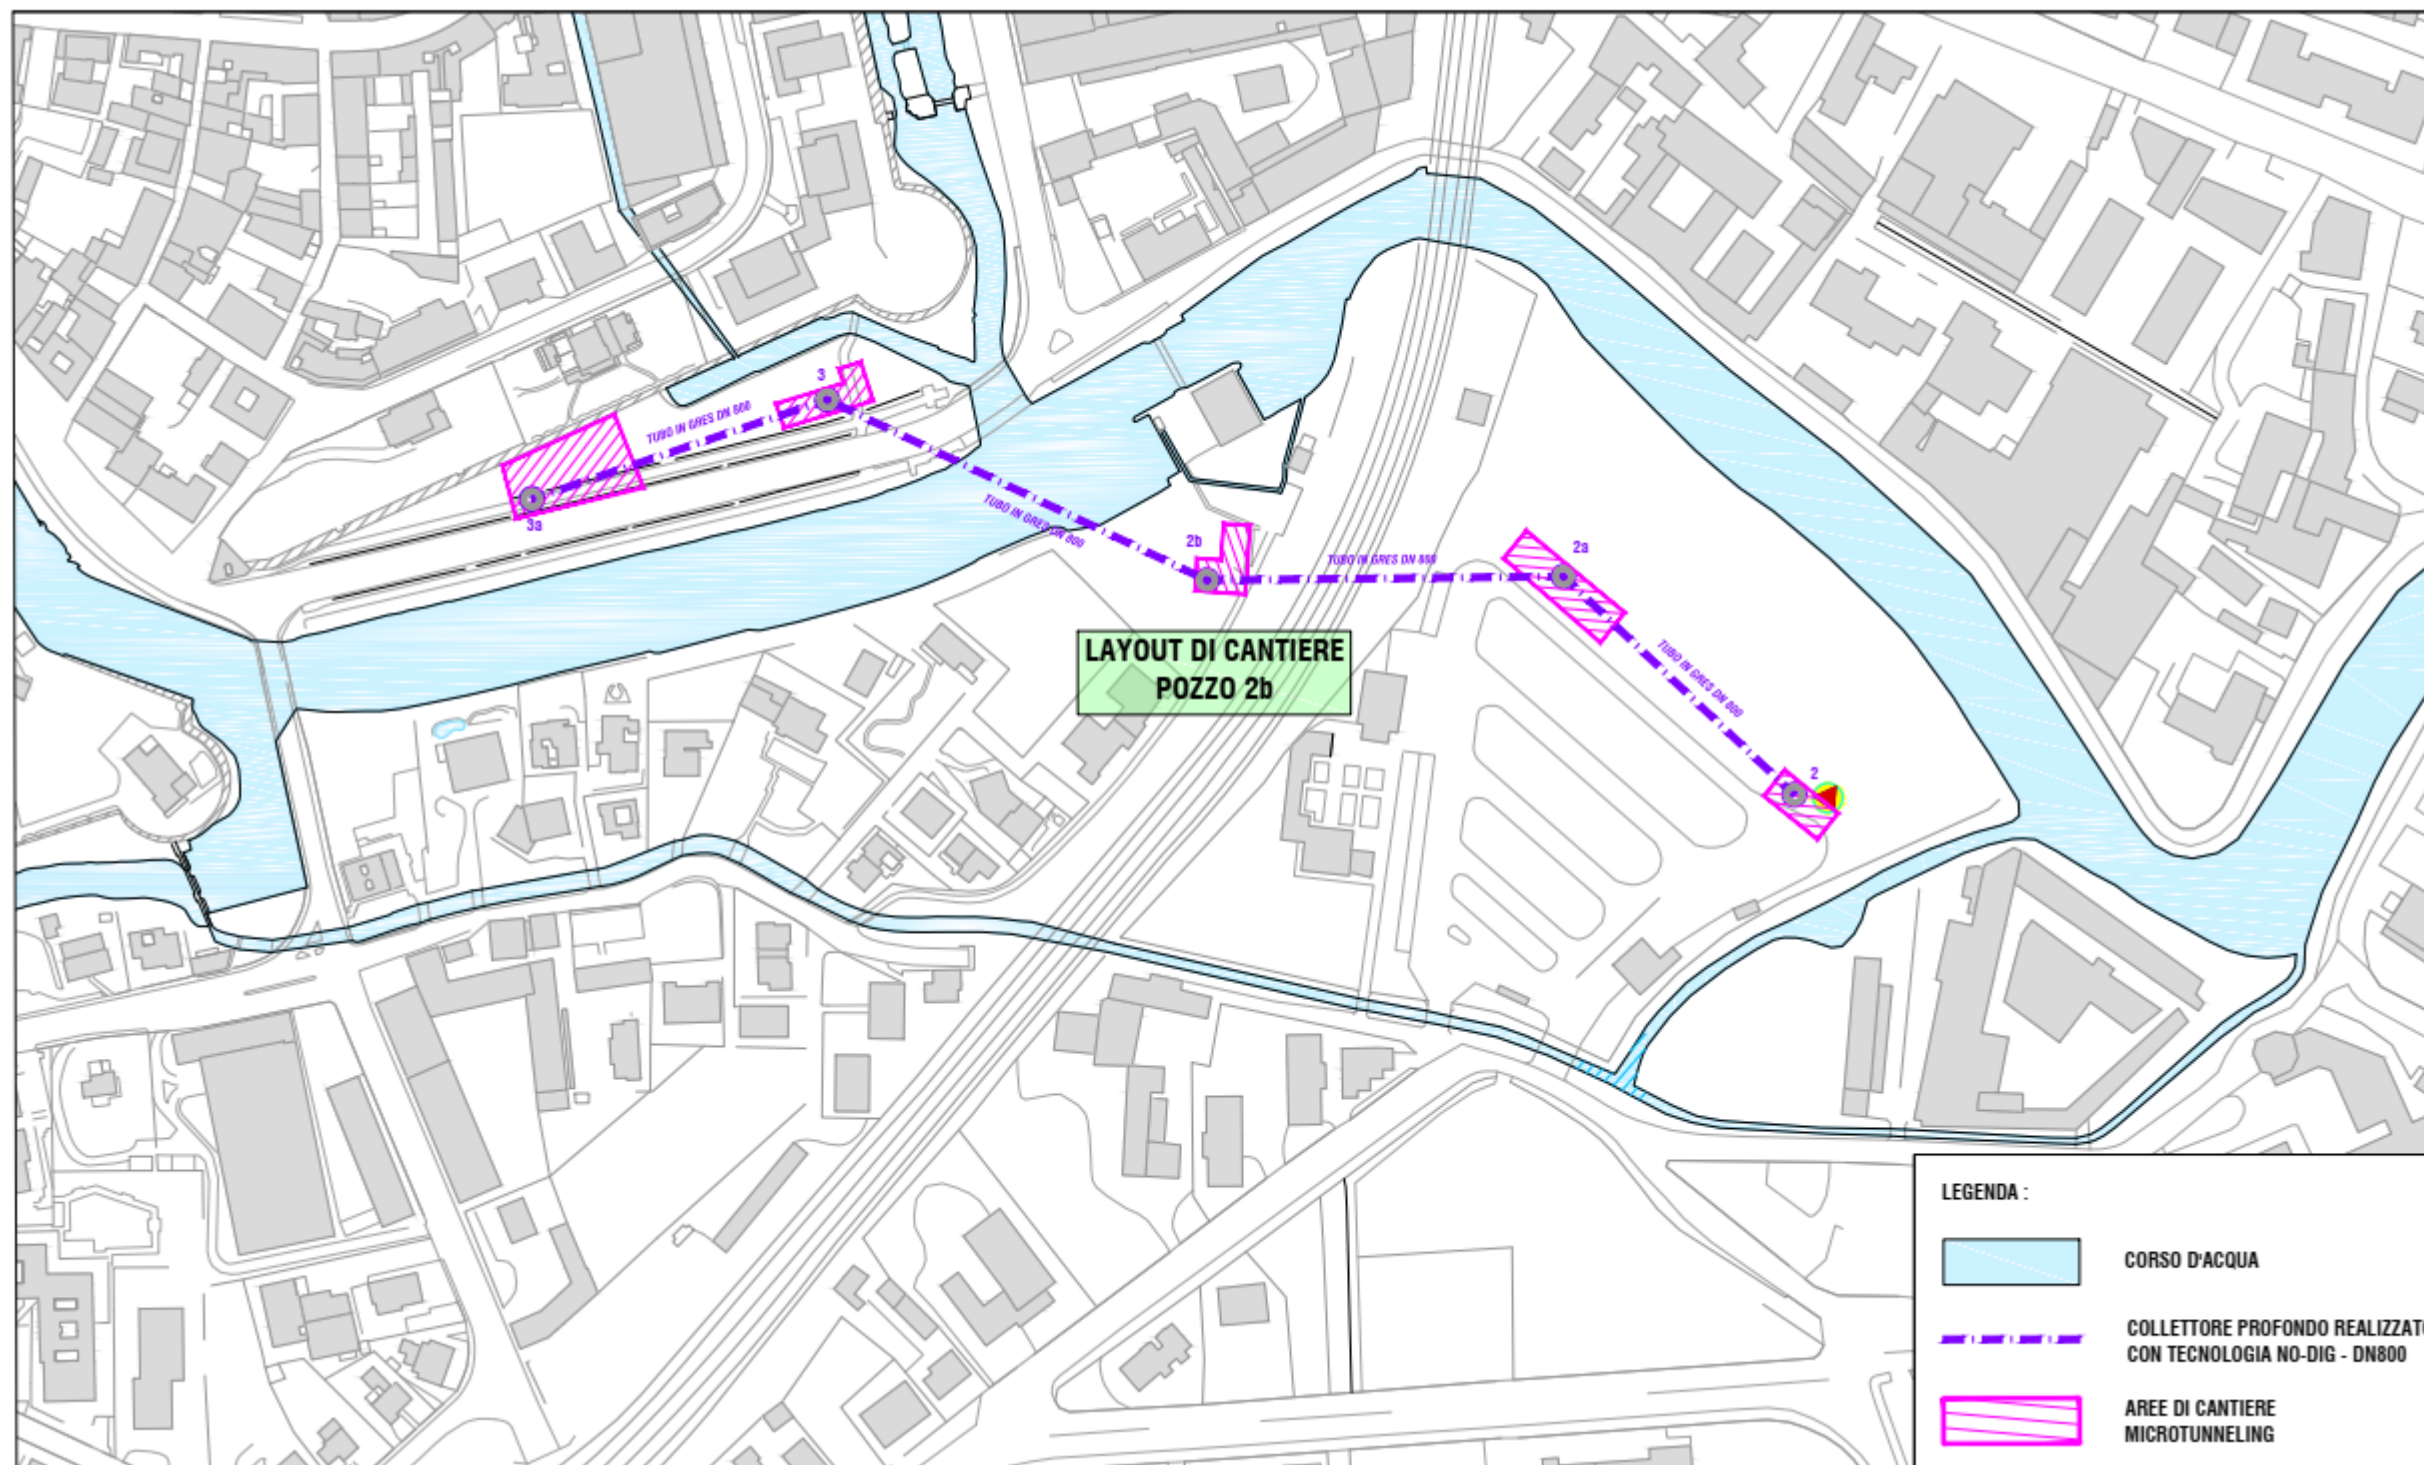 3
TUBO IN GRES DN 800
3a
TUBO IN GRES DN 800
2b
TUBO IN GRES DN 800
2a
TUBO IN GRES DN 800
2
LAYOUT DI CANTIERE
POZZO 2b
LEGENDA :
CORSO D'ACQUA
COLLETTORE PROFONDO REALIZZATO
CON TECNOLOGIA NO-DIG - DN800
AREE DI CANTIERE
MICROTUNNELING